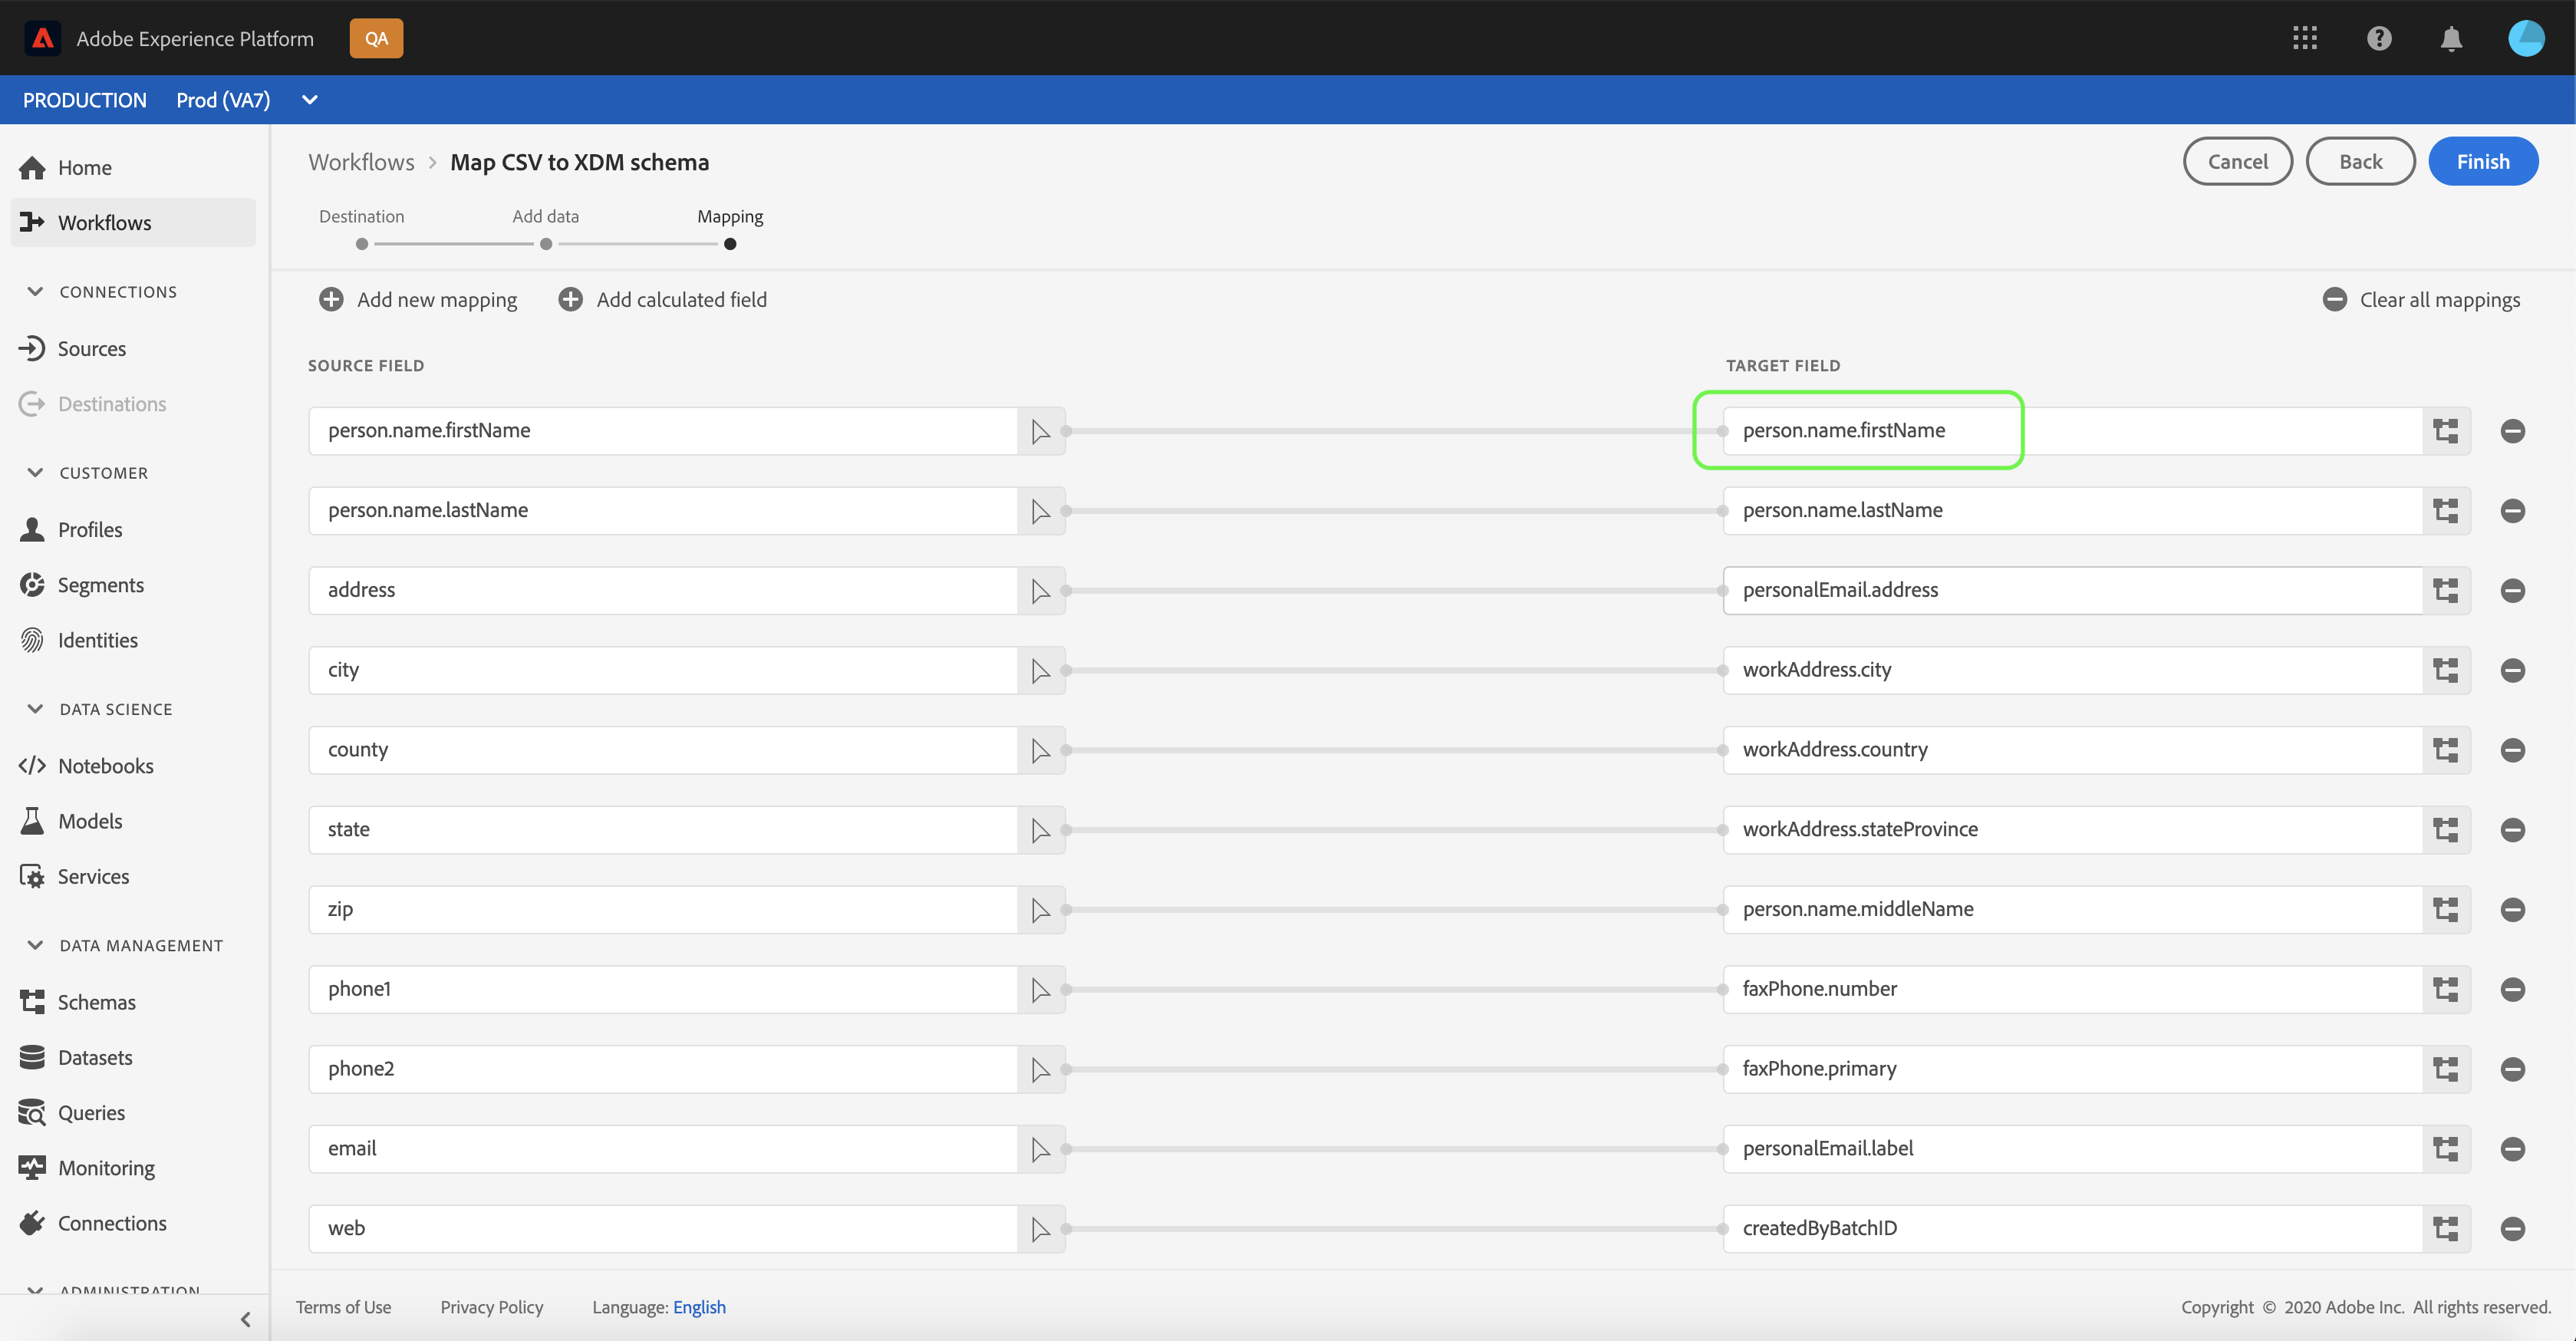 Adobe Experience Platform QA
PRODUCTION Prod (VA7)
Home
Workflows
CONNECTIONS
Sources
Destinations
CUSTOMER
Profiles
Segments
Identities
DATA SCIENCE
Notebooks
Models
Services
DATA MANAGEMENT
Schemas
Datasets
Queries
Monitoring
Connections
ADMINISTRATION
Workflows > Map CSV to XDM schema
Cancel Back Finish
Destination Add data Mapping
Add new mapping Add calculated field Clear all mappings
SOURCE FIELD TARGET FIELD
person.name.firstName person.name.firstName
person.name.lastName person.name.lastName
address personalEmail.address
city workAddress.city
county workAddress.country
state workAddress.stateProvince
zip person.name.middleName
phone1 faxPhone.number
phone2 faxPhone.primary
email personalEmail.label
web createdByBatchID
Terms of Use Privacy Policy Language: English Copyright © 2020 Adobe Inc. All rights reserved.